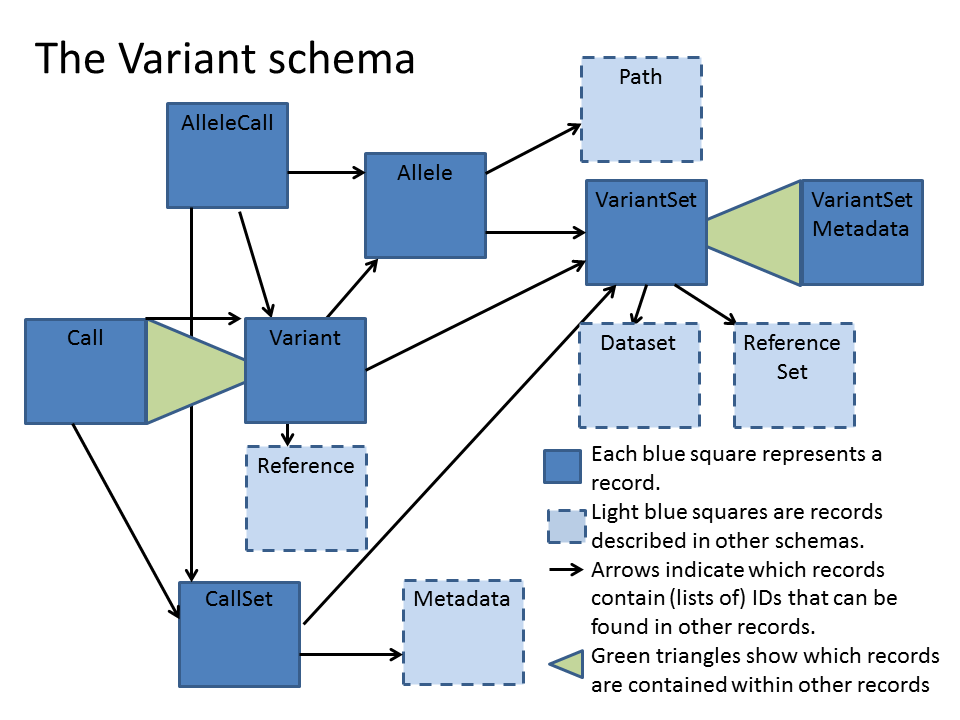 The Variant schema
Path
AlleleCall
Allele
VariantSet
VariantSet
Metadata
Call
Variant
Dataset
Reference
Set
Reference
CallSet
Metadata
Each blue square represents a
record.
Light blue squares are records
described in other schemas.
Arrows indicate which records
contain (lists of) IDs that can be
found in other records.
Green triangles show which records
are contained within other records